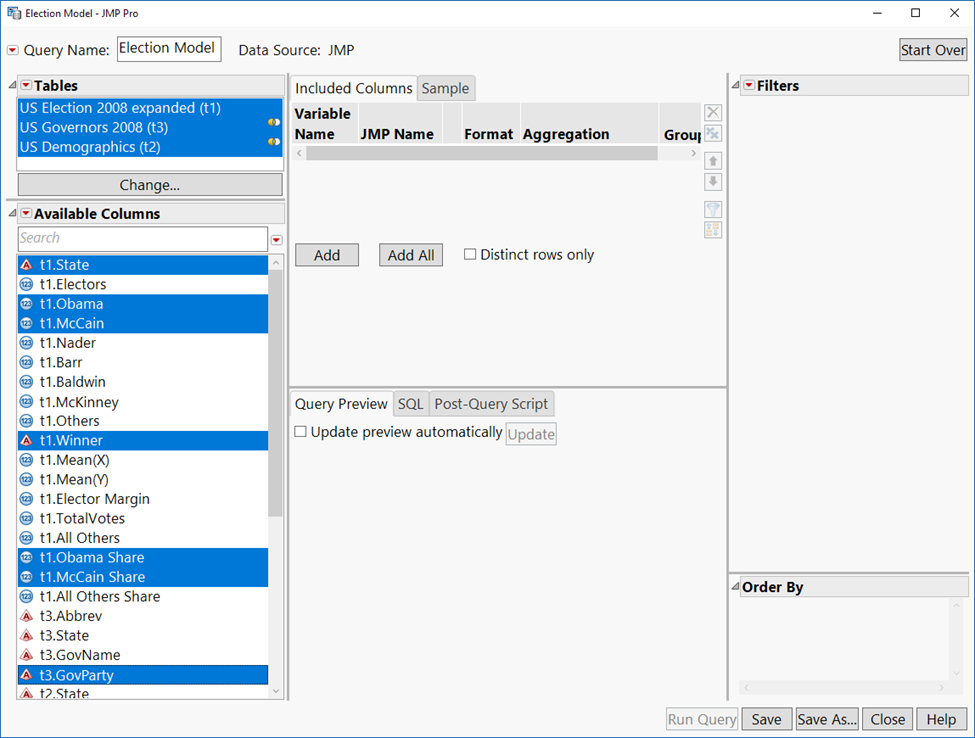 Election Model - JMP Pro
Query Name: Election Model Data Source: JMP Start Over
Tables
US Election 2008 expanded (t1)
US Governors 2008 (t3)
US Demographics (t2)
Change...
Available Columns
Search
t1.State
t1.Electors
t1.Obama
t1.McCain
t1.Nader
t1.Barr
t1.Baldwin
t1.McKinney
t1.Others
t1.Winner
t1.Mean(X)
t1.Mean(Y)
t1.Elector Margin
t1.TotalVotes
t1.All Others
t1.Obama Share
t1.McCain Share
t1.All Others Share
t3.Abbrev
t3.State
t3.GovName
t3.GovParty
t2.State
Included Columns Sample
Variable
Name JMP Name Format Aggregation Group
Add Add All Distinct rows only
Query Preview SQL Post-Query Script
Update preview automatically Update
Filters
Order By
Run Query Save Save As... Close Help